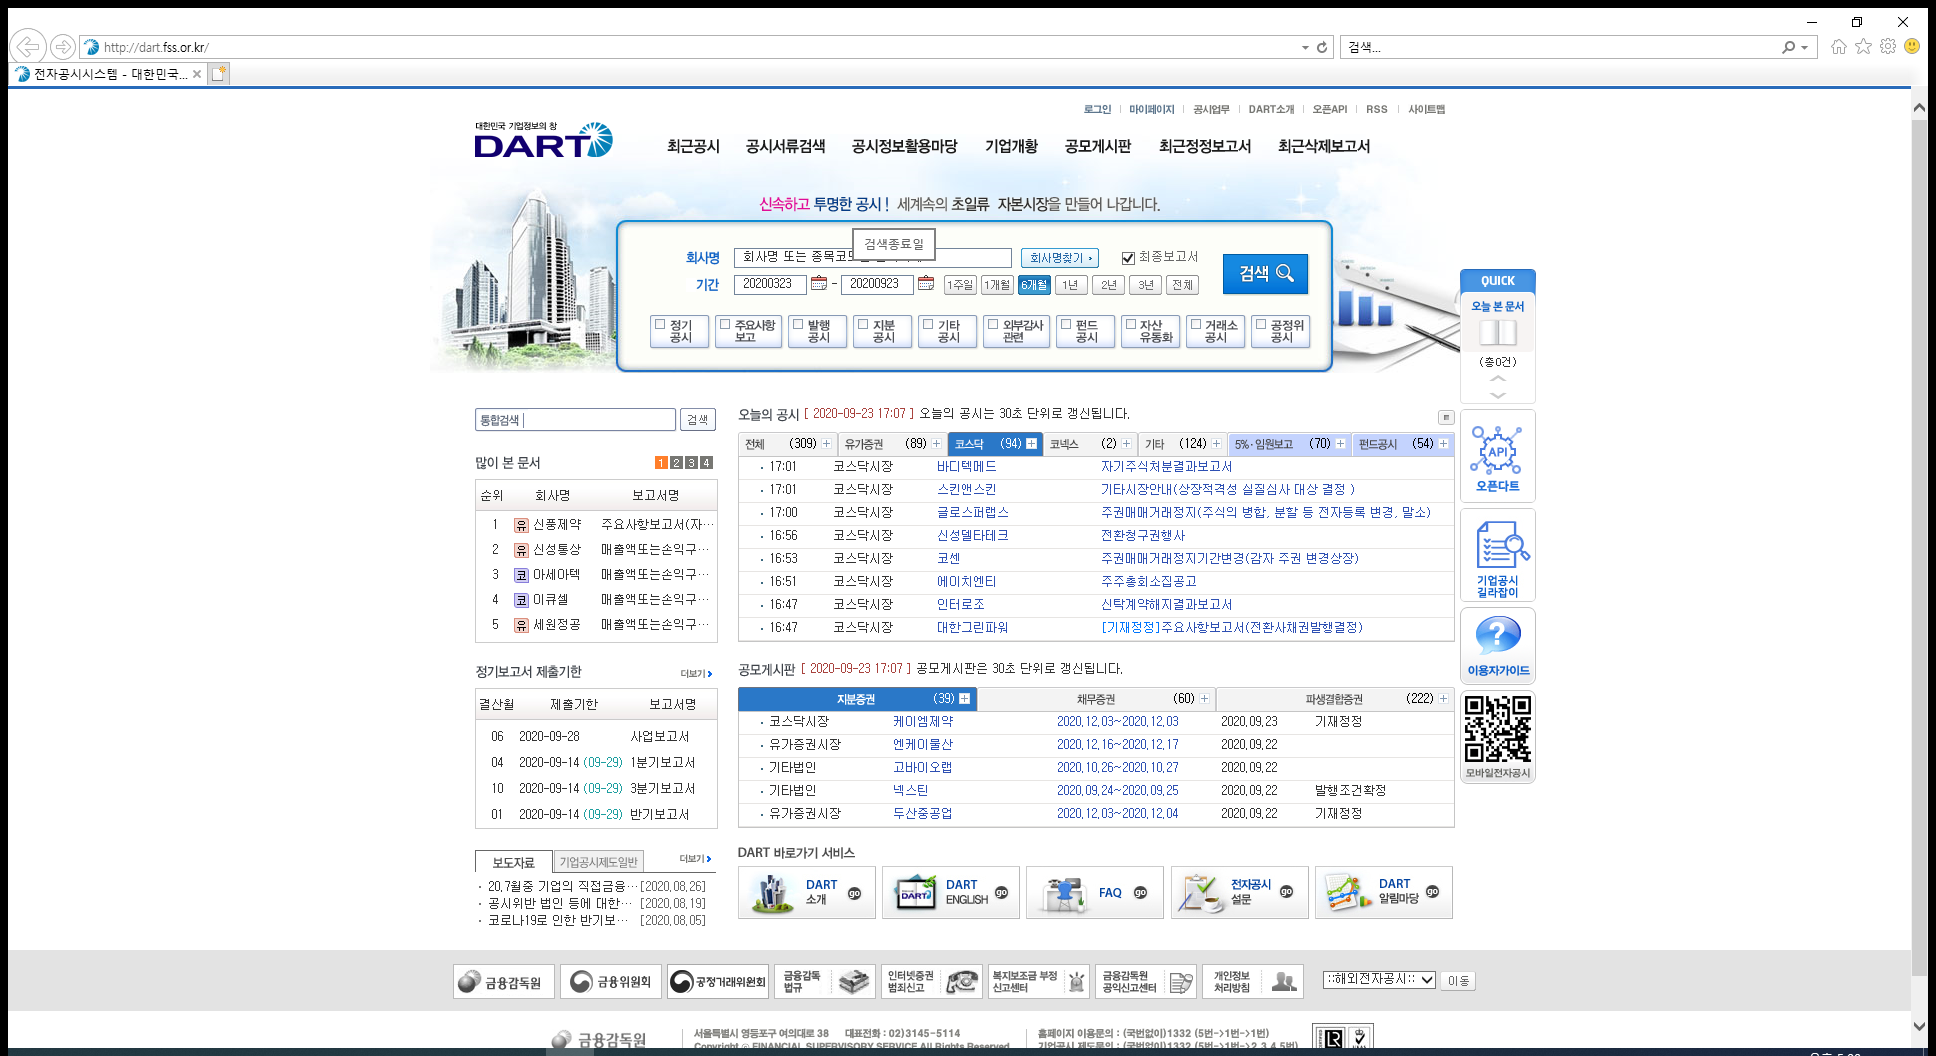 http://dart.fss.or.kr/
검색...
전자공시시스템 - 대한민국...
로그인 마이페이지 공시업무 DART소개 오픈API RSS 사이트맵
대한민국 기업정보의 창
DART
최근공시 공시서류검색 공시정보활용마당 기업개황 공모게시판 최근정정보고서 최근삭제보고서
신속하고 투명한 공시! 세계속의 초일류 자본시장을 만들어 나갑니다.
검색종료일
회사명 회사명 또는 종목코드 회사명찾기 최종보고서
검색
기간 20200323 - 20200923 1주일 1개월 6개월 1년 2년 3년 전체
정기공시 주요사항보고 발행공시 지분공시 기타공시 외부감사관련 펀드공시 자산유동화 거래소공시 공정위공시
QUICK
오늘 본 문서
(총0건)
API
오픈다트
기업공시
길라잡이
이용자가이드
모바일전자공시
통합검색 검색
많이 본 문서 1 2 3 4
순위 회사명 보고서명
1 유 신풍제약 주요사항보고서(자…
2 유 신성통상 매출액또는손익구…
3 코 아세아텍 매출액또는손익구…
4 코 이큐셀 매출액또는손익구…
5 유 세원정공 매출액또는손익구…
정기보고서 제출기한 더보기
결산월 제출기한 보고서명
06 2020-09-28 사업보고서
04 2020-09-14 (09-29) 1분기보고서
10 2020-09-14 (09-29) 3분기보고서
01 2020-09-14 (09-29) 반기보고서
보도자료 기업공시제도일반 더보기
20.7월중 기업의 직접금융… [2020.08.26]
공시위반 법인 등에 대한… [2020.08.19]
코로나19로 인한 반기보… [2020.08.05]
오늘의 공시 [ 2020-09-23 17:07 ] 오늘의 공시는 30초 단위로 갱신됩니다.
전체 (309) 유가증권 (89) 코스닥 (94) 코넥스 (2) 기타 (124) 5%·임원보고 (70) 펀드공시 (54)
17:01 코스닥시장 바디텍메드 자기주식처분결과보고서
17:01 코스닥시장 스킨앤스킨 기타시장안내(상장적격성 실질심사 대상 결정 )
17:00 코스닥시장 글로스퍼랩스 주권매매거래정지(주식의 병합, 분할 등 전자등록 변경, 말소)
16:56 코스닥시장 신성델타테크 전환청구권행사
16:53 코스닥시장 코센 주권매매거래정지기간변경(감자 주권 변경상장)
16:51 코스닥시장 에이치엔티 주주총회소집공고
16:47 코스닥시장 인터로조 신탁계약해지결과보고서
16:47 코스닥시장 대한그린파워 [기재정정]주요사항보고서(전환사채권발행결정)
공모게시판 [ 2020-09-23 17:07 ] 공모게시판은 30초 단위로 갱신됩니다.
지분증권 (39) 채무증권 (60) 파생결합증권 (222)
코스닥시장 케이엠제약 2020.12.03~2020.12.03 2020.09.23 기재정정
유가증권시장 엔케이물산 2020.12.16~2020.12.17 2020.09.22
기타법인 고바이오랩 2020.10.26~2020.10.27 2020.09.22
기타법인 넥스틴 2020.09.24~2020.09.25 2020.09.22 발행조건확정
유가증권시장 두산중공업 2020.12.03~2020.12.04 2020.09.22 기재정정
DART 바로가기 서비스
DART 소개 go
DART ENGLISH go
FAQ go
전자공시 설문 go
DART 알림마당 go
금융감독원 금융위원회 공정거래위원회 금융감독법규 인터넷증권범죄신고 복지보조금 부정신고센터 금융감독원 공익신고센터 개인정보처리방침 ::해외전자공시:: 이동
금융감독원
서울특별시 영등포구 여의대로 38 대표전화 : 02)3145-5114
Copyright ⓒ FINANCIAL SUPERVISORY SERVICE All Rights Reserved
홈페이지 이용문의 : (국번없이)1332 (5번->1번->1번)
기업공시 제도문의 : (국번없이)1332 (5번->1번->2,3,4,5번)
LR